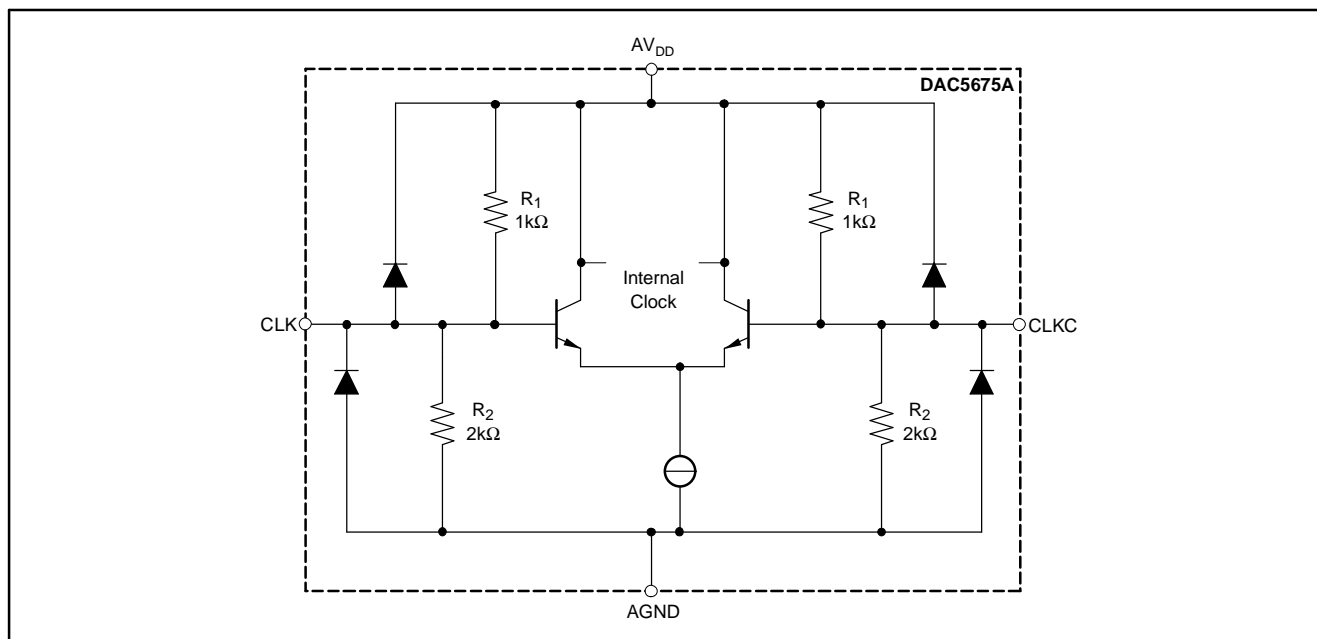 AVDD
DAC5675A
R1
1kΩ
R1
1kΩ
Internal
Clock
CLK
CLKC
R2
2kΩ
R2
2kΩ
AGND